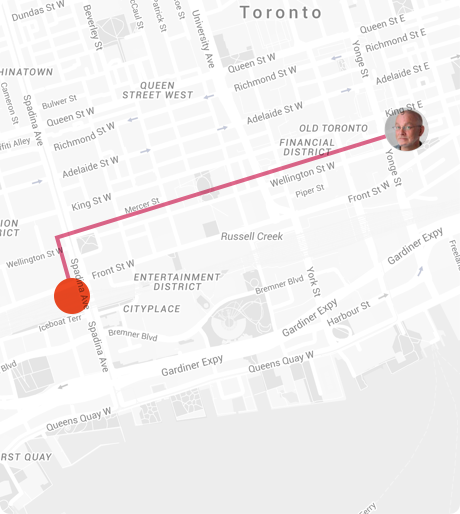 Dundas St W
Beverley St
McCaul St
Toronto
University Ave
Yonge St
Queen St E
Richmond St E
Adelaide St E
HINATOWN
Cameron St
Spadina Ave
QUEEN
STREET WEST
Queen St W
Richmond St W
Bulwer St
Queen St W
Richmond St W
Adelaide St W
King St E
OLD TORONTO
FINANCIAL
DISTRICT
Yonge St
Adelaide St W
King St W
Mercer St
Wellington St W
Piper St
Front St W
Russell Creek
Wellington St W
Spadina Ave
Front St W
ENTERTAINMENT
DISTRICT
CITYPLACE
Bremner Blvd
York St
Gardiner Expy
Gardiner Expy
Harbour St
Iceboat Terr
Spadina Ave
Bremner Blvd
Blvd
Gardiner Expy
Queens Quay W
Queens Quay W
RST QUAY